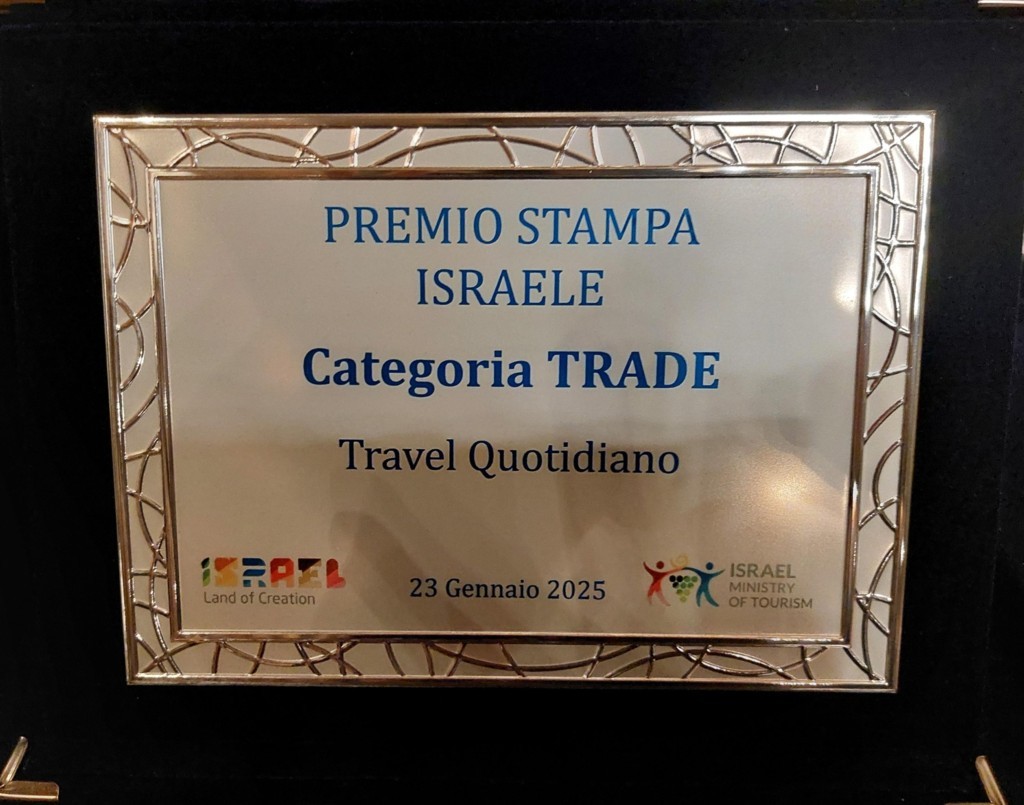 PREMIO STAMPA
ISRAELE
Categoria TRADE
Travel Quotidiano
ISRAEL
Land of Creation
23 Gennaio 2025
ISRAEL
MINISTRY
OF TOURISM